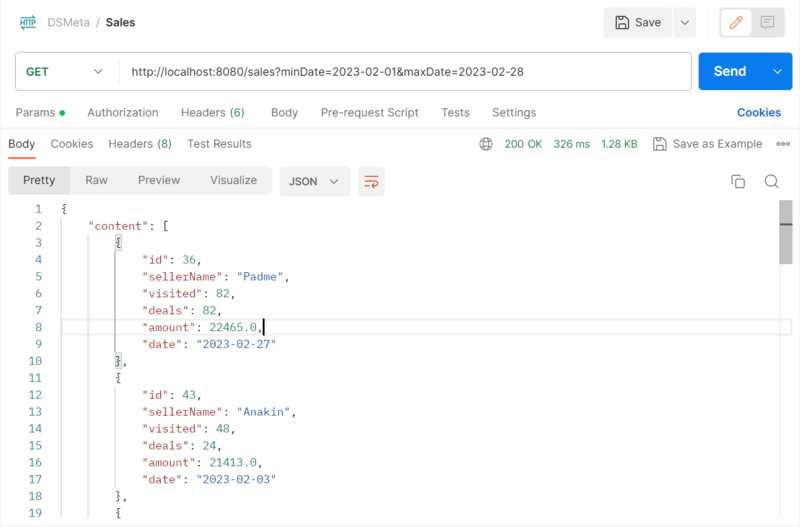 HTTP DSMeta / Sales Save
GET http://localhost:8080/sales?minDate=2023-02-01&maxDate=2023-02-28 Send
Params Authorization Headers (6) Body Pre-request Script Tests Settings Cookies
Body Cookies Headers (8) Test Results 200 OK 326 ms 1.28 KB Save as Example
Pretty Raw Preview Visualize JSON
1 {
2 "content": [
3 {
4 "id": 36,
5 "sellerName": "Padme",
6 "visited": 82,
7 "deals": 82,
8 "amount": 22465.0,
9 "date": "2023-02-27"
10 },
11 {
12 "id": 43,
13 "sellerName": "Anakin",
14 "visited": 48,
15 "deals": 24,
16 "amount": 21413.0,
17 "date": "2023-02-03"
18 },
19 {